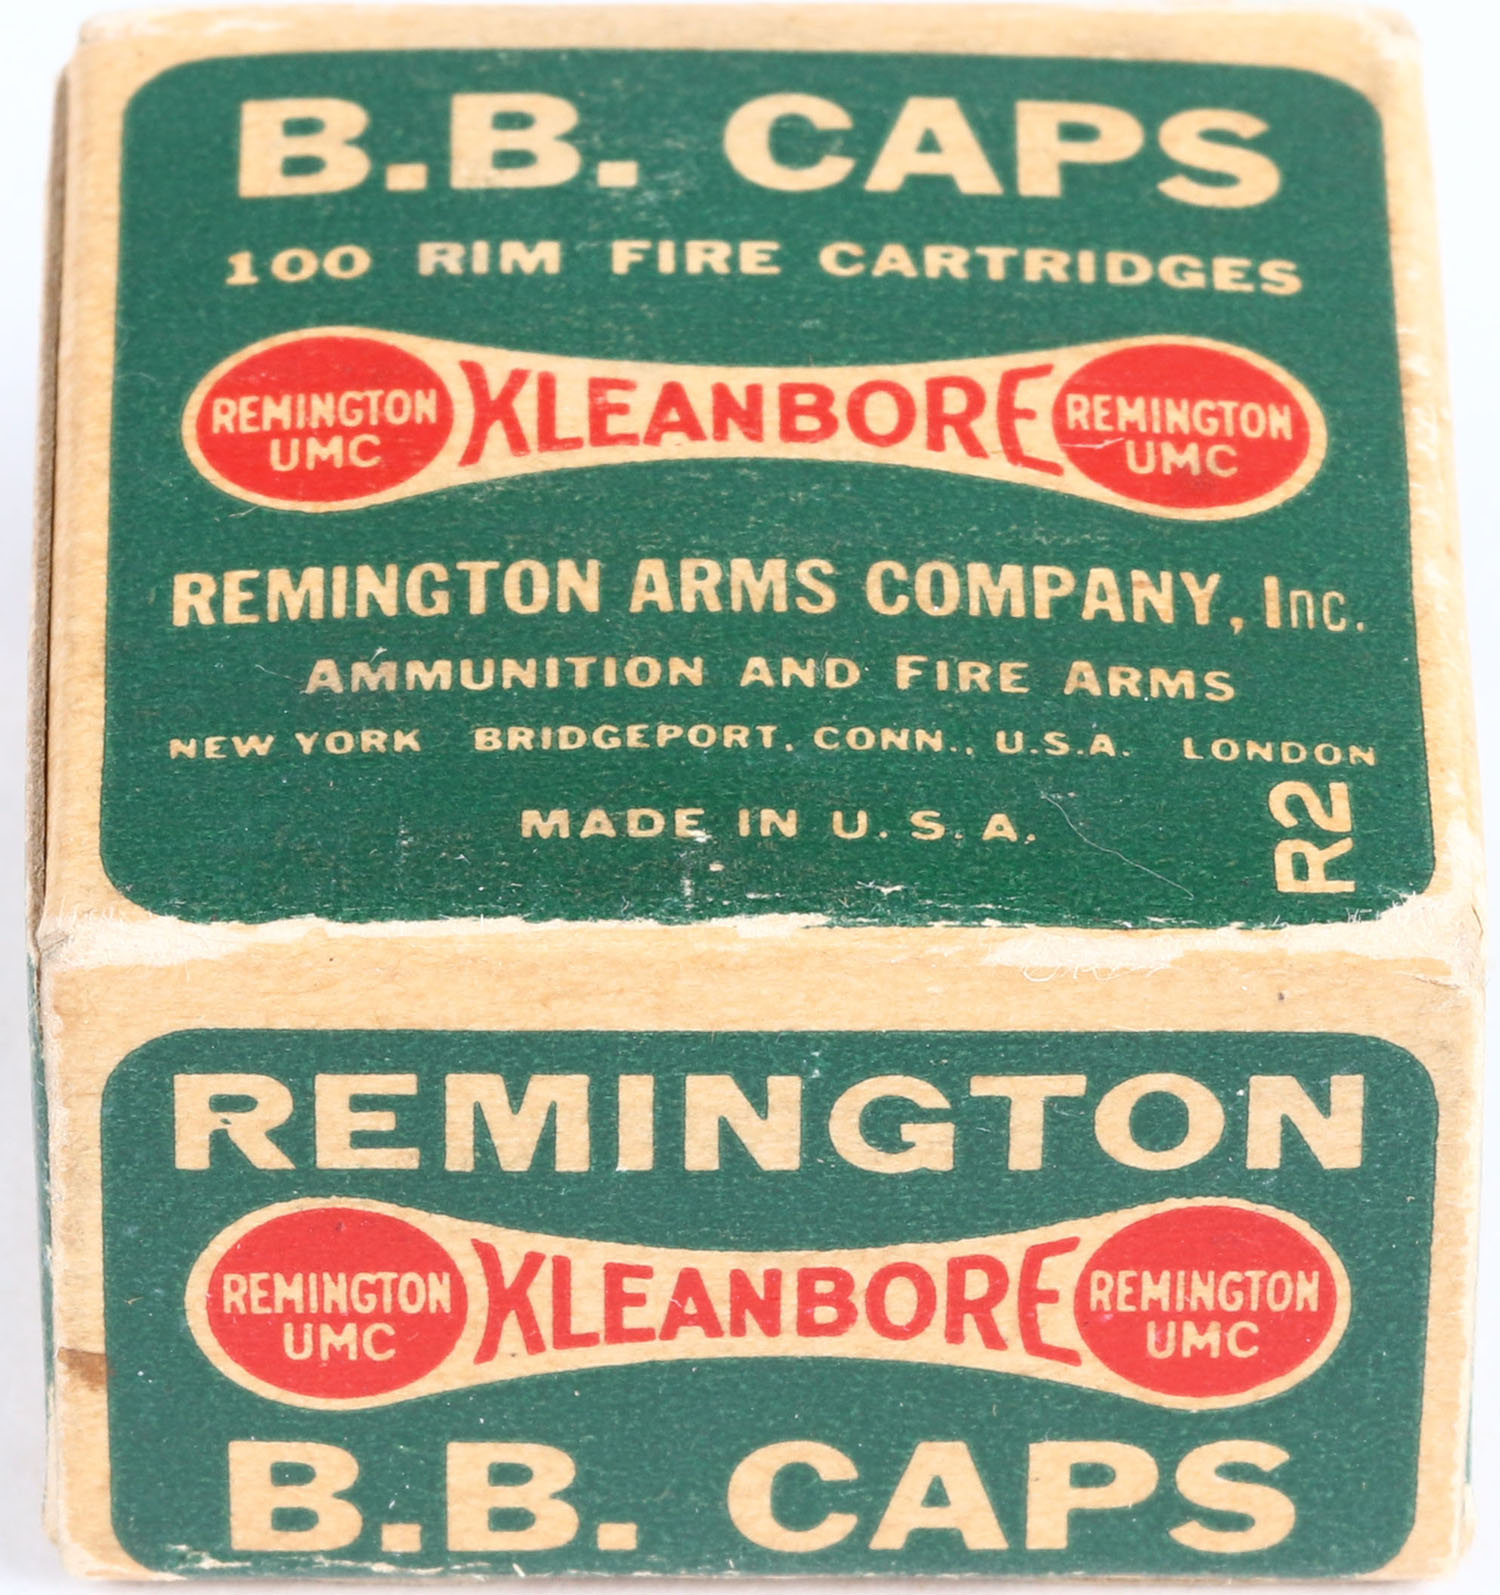 B.B. CAPS
100 RIM FIRE CARTRIDGES
REMINGTON UMC KLEANBORE REMINGTON UMC
REMINGTON ARMS COMPANY, Inc.
AMMUNITION AND FIRE ARMS
NEW YORK BRIDGEPORT, CONN., U.S.A. LONDON
MADE IN U.S.A.
R2
REMINGTON
REMINGTON UMC KLEANBORE REMINGTON UMC
B.B. CAPS